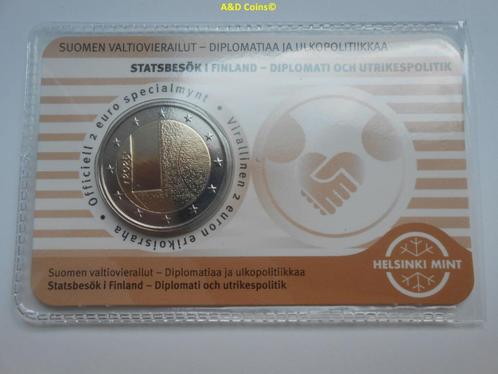 A&D Coins©
SUOMEN VALTIOVIERAILUT – DIPLOMATIAA JA ULKOPOLITIIKKAA
STATSBESÖK I FINLAND – DIPLOMATI OCH UTRIKESPOLITIK
• Officiell 2 euro specialmynt • Virallinen 2 euron erikoisraha
HELSINKI MINT
Suomen valtiovierailut – Diplomatiaa ja ulkopolitiikkaa
Statsbesök i Finland – Diplomati och utrikespolitik